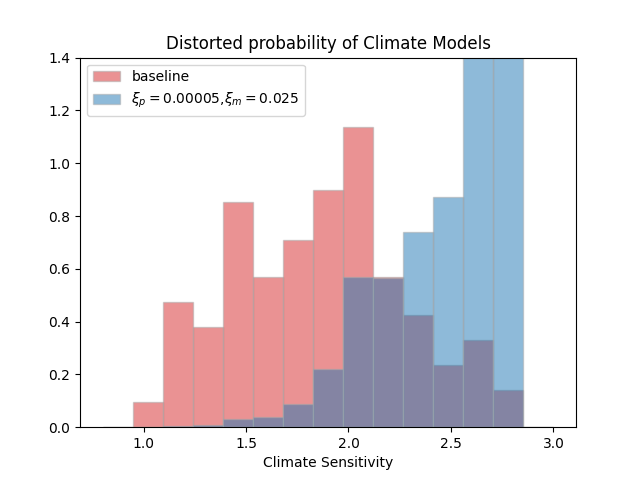 Distorted probability of Climate Models
baseline
ξₚ = 0.00005,ξₘ = 0.025
1.4
1.2
1.0
0.8
0.6
0.4
0.2
0.0
1.0 1.5 2.0 2.5 3.0
Climate Sensitivity